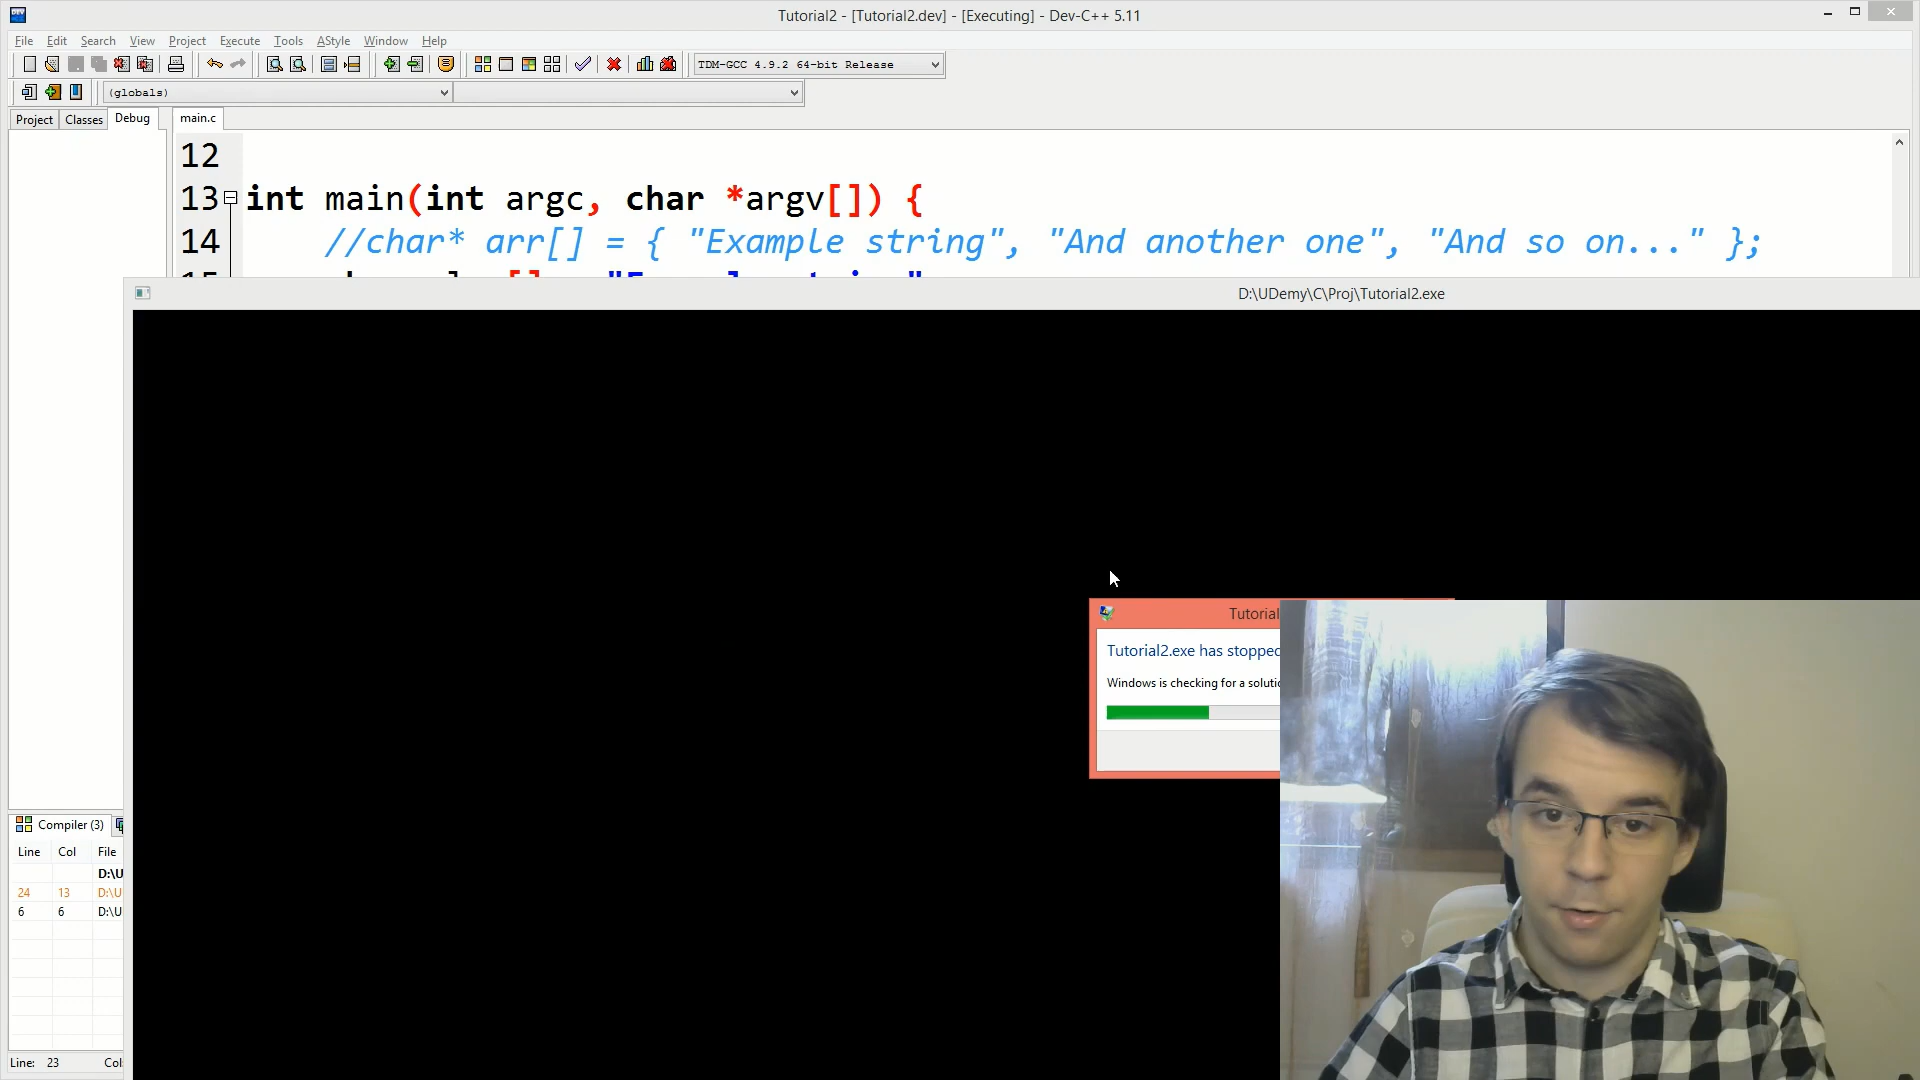 Tutorial2 - [Tutorial2.dev] - [Executing] - Dev-C++ 5.11
File Edit Search View Project Execute Tools AStyle Window Help
TDM-GCC 4.9.2 64-bit Release
(globals)
Project Classes Debug
main.c
12
13 int main(int argc, char *argv[]) {
14 //char* arr[] = { "Example string", "And another one", "And so on..." };
D:\UDemy\C\Proj\Tutorial2.exe
Tutorial
Tutorial2.exe has stopped
Windows is checking for a
Compiler (3)
Line Col File
D:\U
24 13 D:\U
6 6 D:\U
Line: 23 Col: